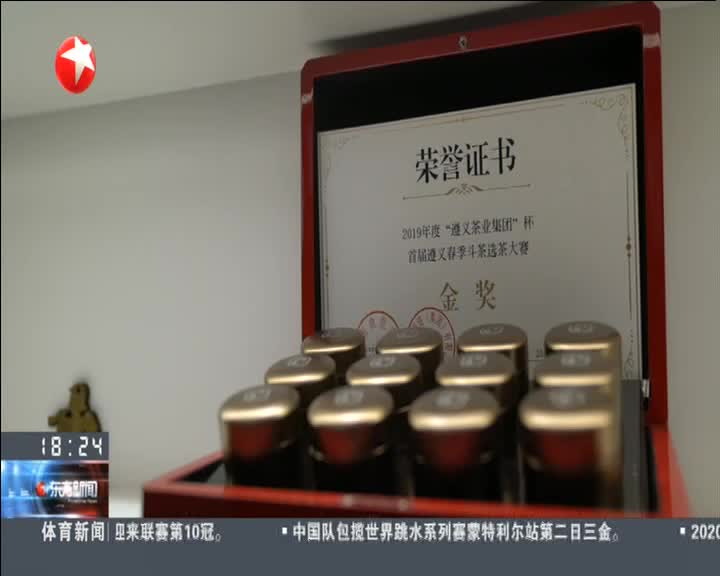 荣誉证书
2019年度“遵义茶业集团”杯
首届遵义春季斗茶选茶大赛
金奖
18:24
东方新闻
体育新闻 迎来联赛第10冠。 ▪ 中国队包揽世界跳水系列赛蒙特利尔站第二日三金。 ▪ 2020